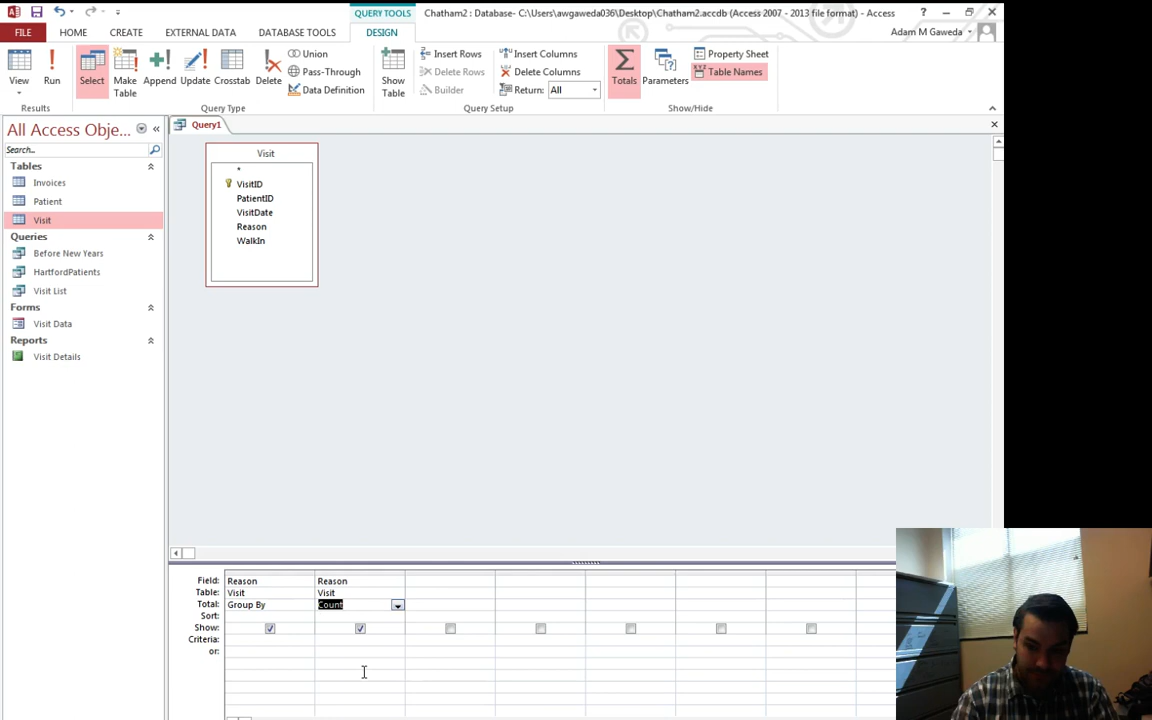 QUERY TOOLS
Chatham2 : Database- C:\Users\awgaweda036\Desktop\Chatham2.accdb (Access 2007 - 2013 file format) - Access
?
FILE HOME CREATE EXTERNAL DATA DATABASE TOOLS DESIGN
Adam M Gaweda
View
Run
Select
Make Table
Append
Update
Crosstab
Delete
Union
Pass-Through
Data Definition
Show Table
Insert Rows
Delete Rows
Builder
Insert Columns
Delete Columns
Return: All
Totals
Parameters
Property Sheet
Table Names
Results
Query Type
Query Setup
Show/Hide
All Access Obje...
Search...
Tables
Invoices
Patient
Visit
Queries
Before New Years
HartfordPatients
Visit List
Forms
Visit Data
Reports
Visit Details
Query1
Visit
*
VisitID
PatientID
VisitDate
Reason
WalkIn
Field: Reason Reason
Table: Visit Visit
Total: Group By Count
Sort:
Show:
Criteria:
or: